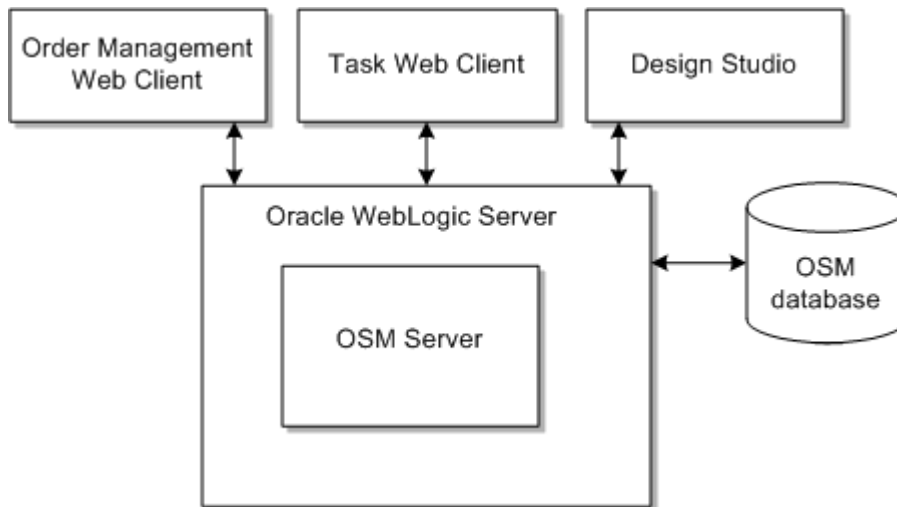 Order Management
Web Client
Task Web Client
Design Studio
Oracle WebLogic Server
OSM Server
OSM
database